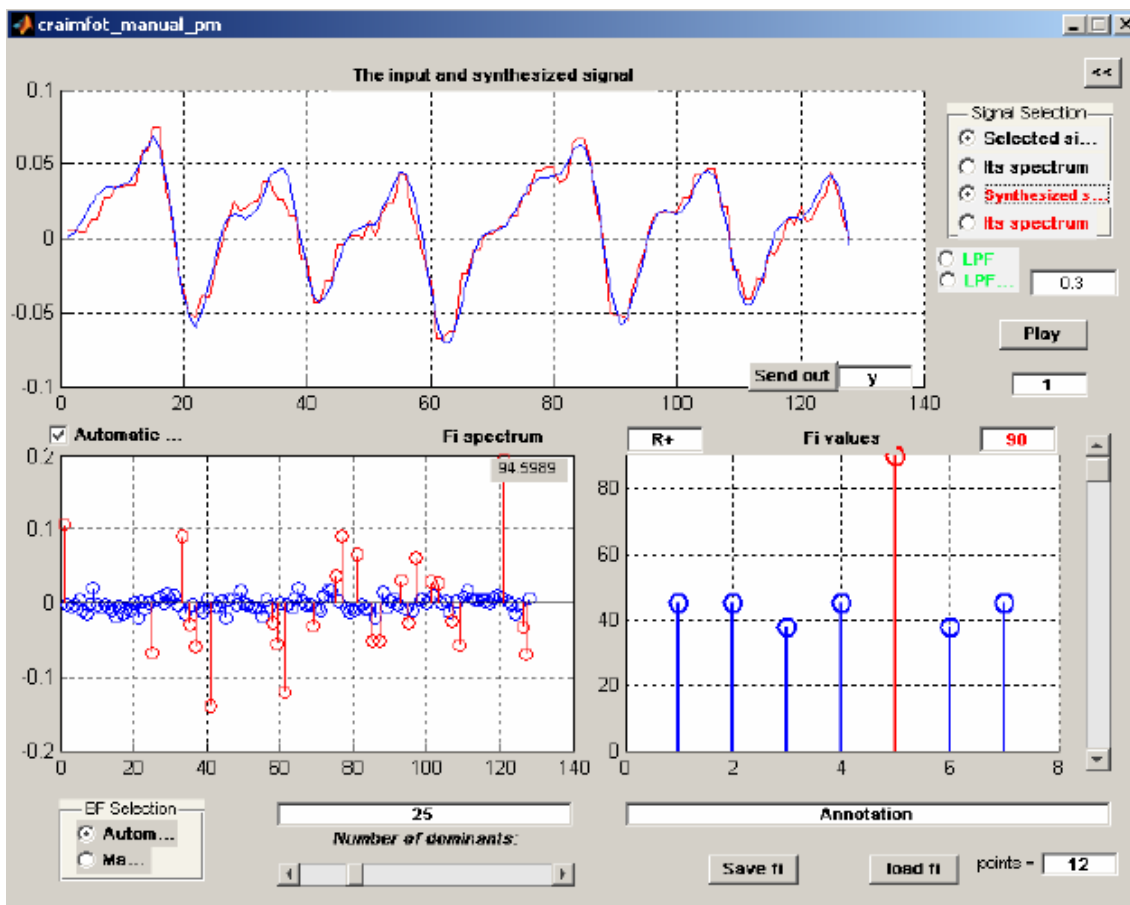 craimfot_manual_pm
The input and synthesized signal
<<
0.1
0.05
0
-0.05
-0.1
0 20 40 60 80 100 120 140
Send out y
Signal Selection
Selected si...
Its spectrum
Synthesized s...
Its spectrum
LPF
LPF...
0.3
Play
1
Automatic ...
Fi spectrum
94.5989
0.2
0.1
0
-0.1
-0.2
0 20 40 60 80 100 120 140
R+
Fi values
90
80
60
40
20
0
0 2 4 6 8
BF Selection
Autom...
Ma...
25
Number of dominants:
Annotation
Save fi
load fi
points = 12